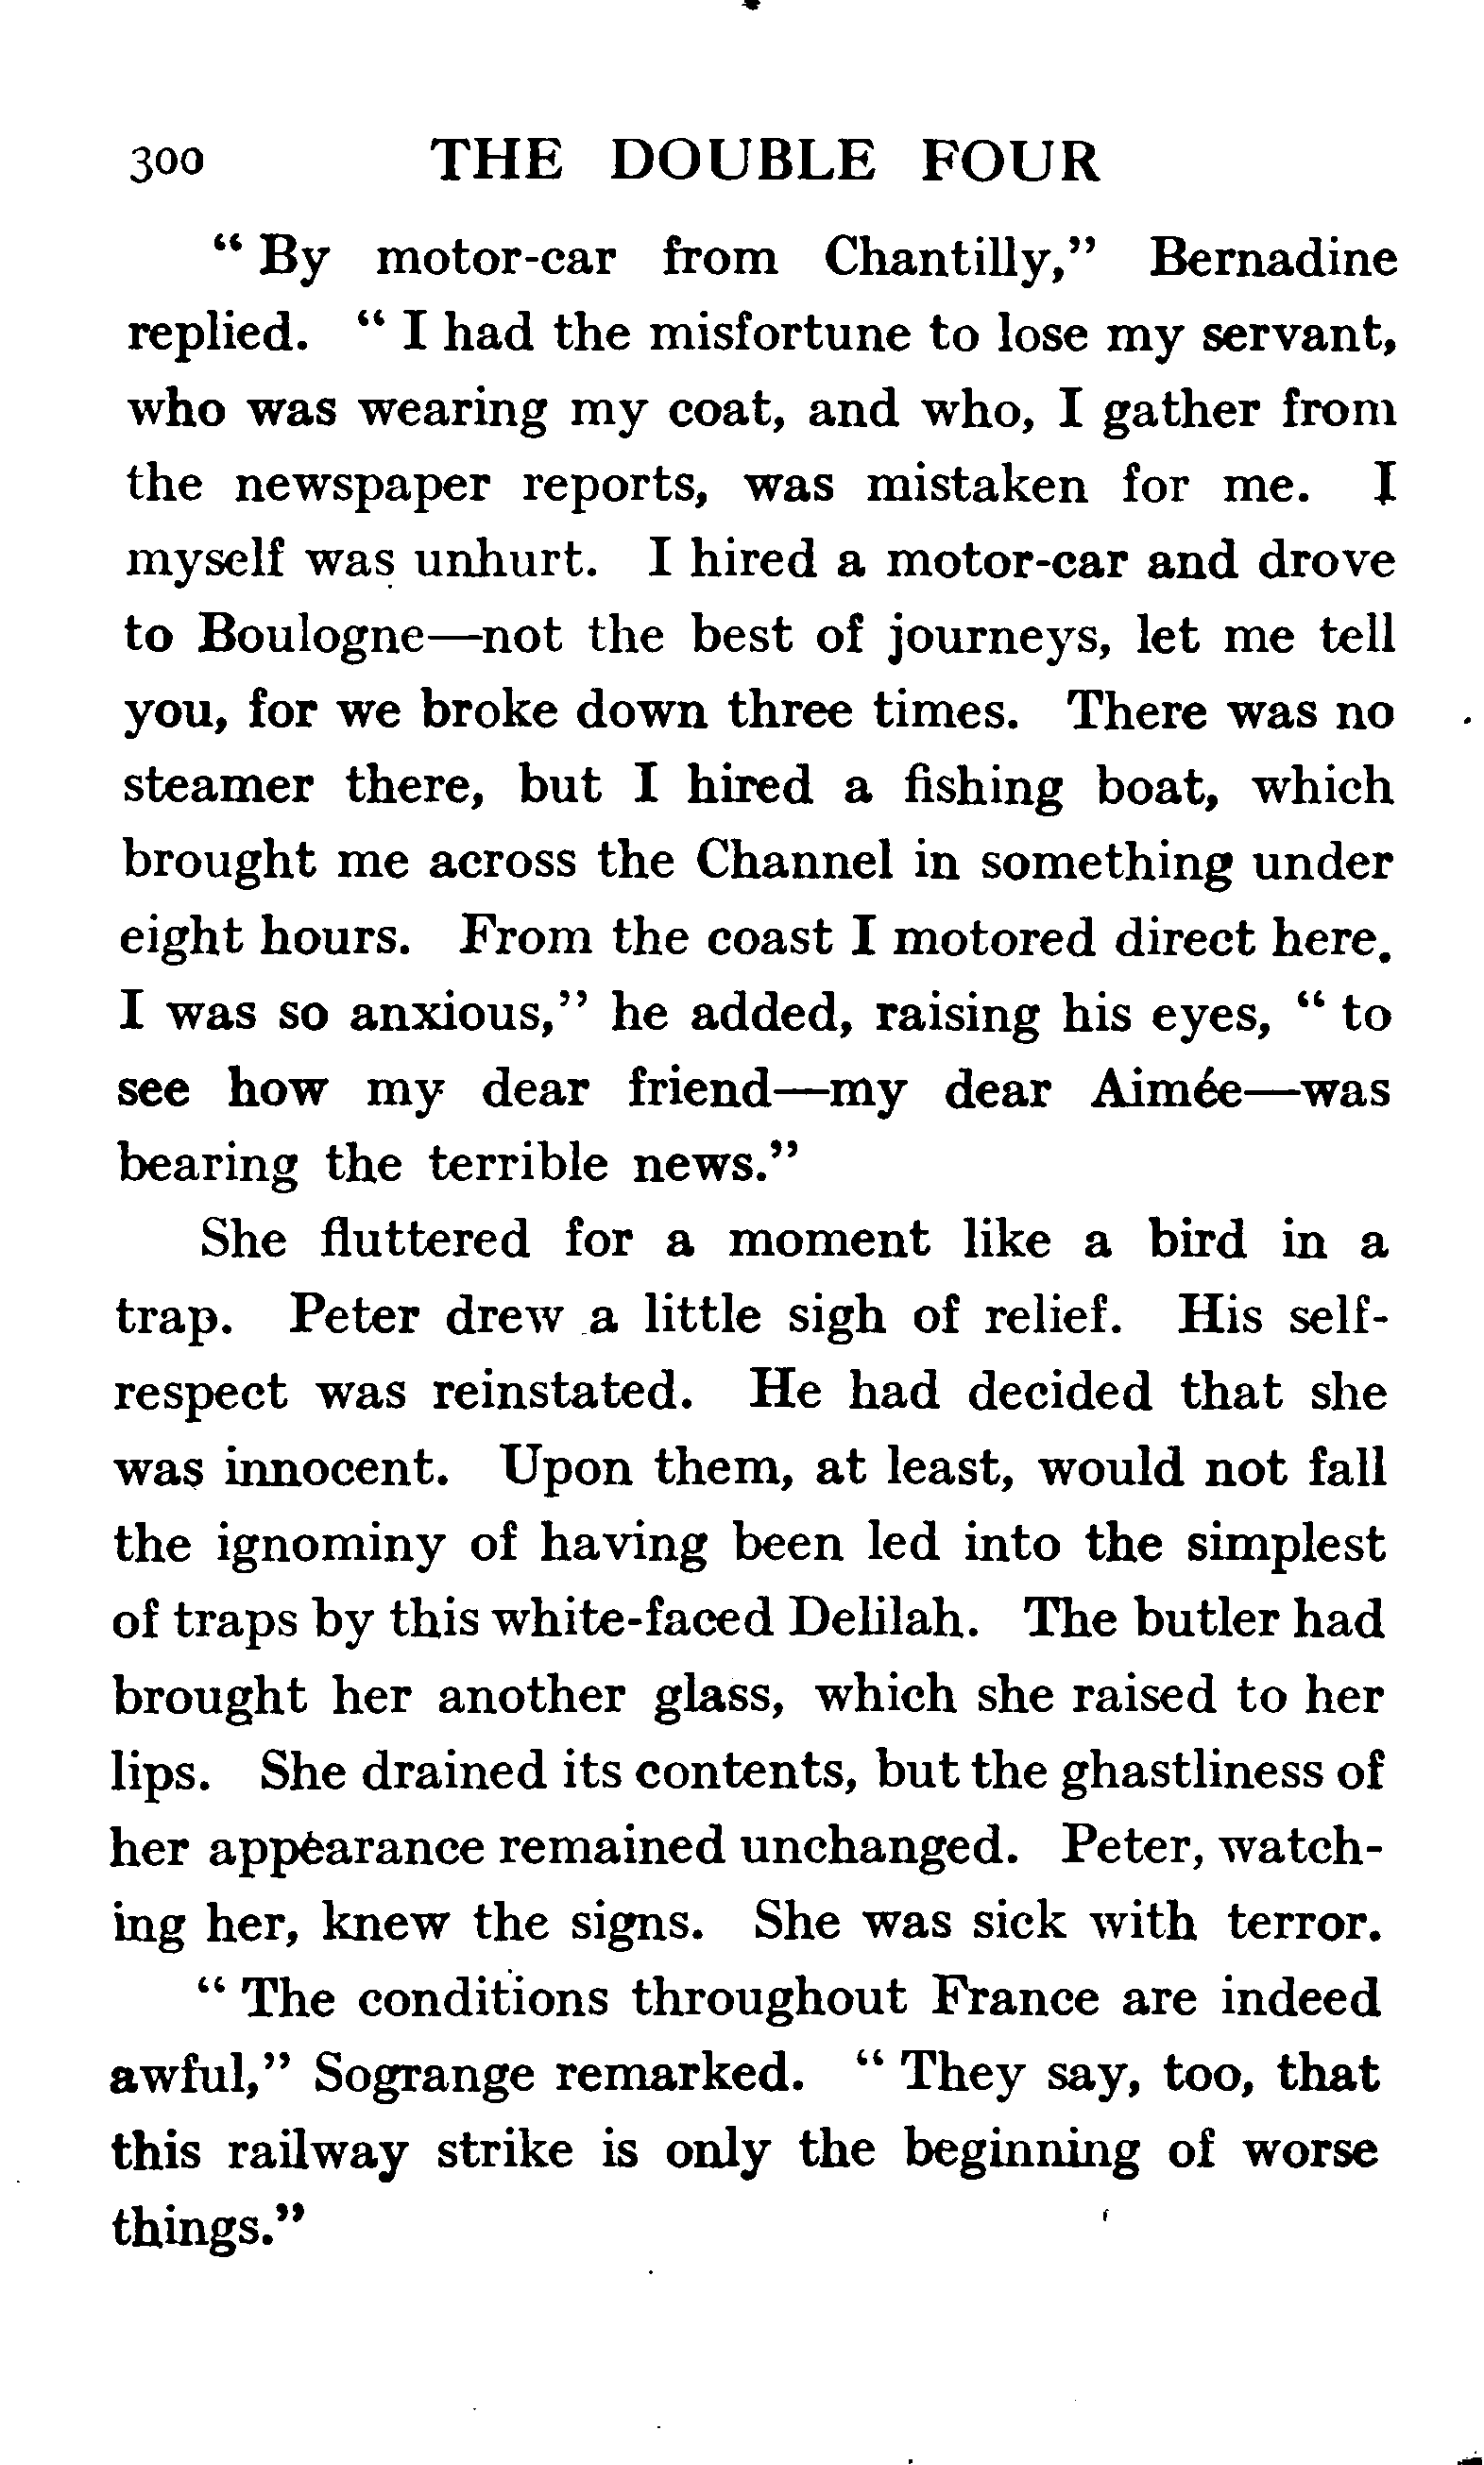 300 THE DOUBLE FOUR
“ By motor-car from Chantilly,” Bernadine
replied. “ I had the misfortune to lose my servant,
who was wearing my coat, and who, I gather from
the newspaper reports, was mistaken for me. I
myself was unhurt. I hired a motor-car and drove
to Boulogne—not the best of journeys, let me tell
you, for we broke down three times. There was no
steamer there, but I hired a fishing boat, which
brought me across the Channel in something under
eight hours. From the coast I motored direct here.
I was so anxious,” he added, raising his eyes, “ to
see how my dear friend—my dear Aimée—was
bearing the terrible news.”
She fluttered for a moment like a bird in a
trap. Peter drew a little sigh of relief. His self-
respect was reinstated. He had decided that she
was innocent. Upon them, at least, would not fall
the ignominy of having been led into the simplest
of traps by this white-faced Delilah. The butler had
brought her another glass, which she raised to her
lips. She drained its contents, but the ghastliness of
her appearance remained unchanged. Peter, watch-
ing her, knew the signs. She was sick with terror.
“ The conditions throughout France are indeed
awful,” Sogrange remarked. “ They say, too, that
this railway strike is only the beginning of worse
things.”